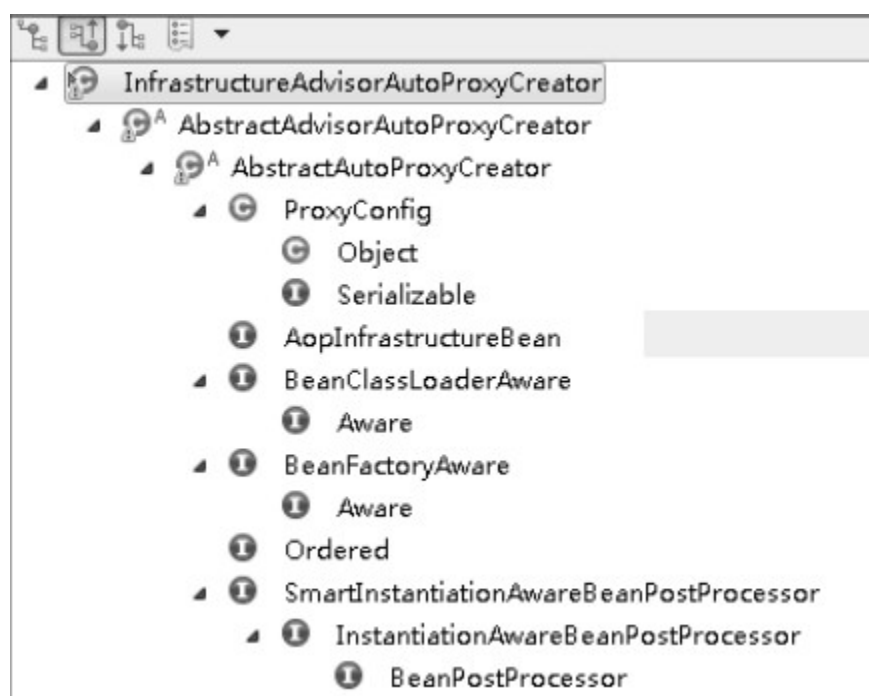 InfrastructureAdvisorAutoProxyCreator
A AbstractAdvisorAutoProxyCreator
A AbstractAutoProxyCreator
ProxyConfig
Object
Serializable
AopInfrastructureBean
BeanClassLoaderAware
Aware
BeanFactoryAware
Aware
Ordered
SmartInstantiationAwareBeanPostProcessor
InstantiationAwareBeanPostProcessor
BeanPostProcessor